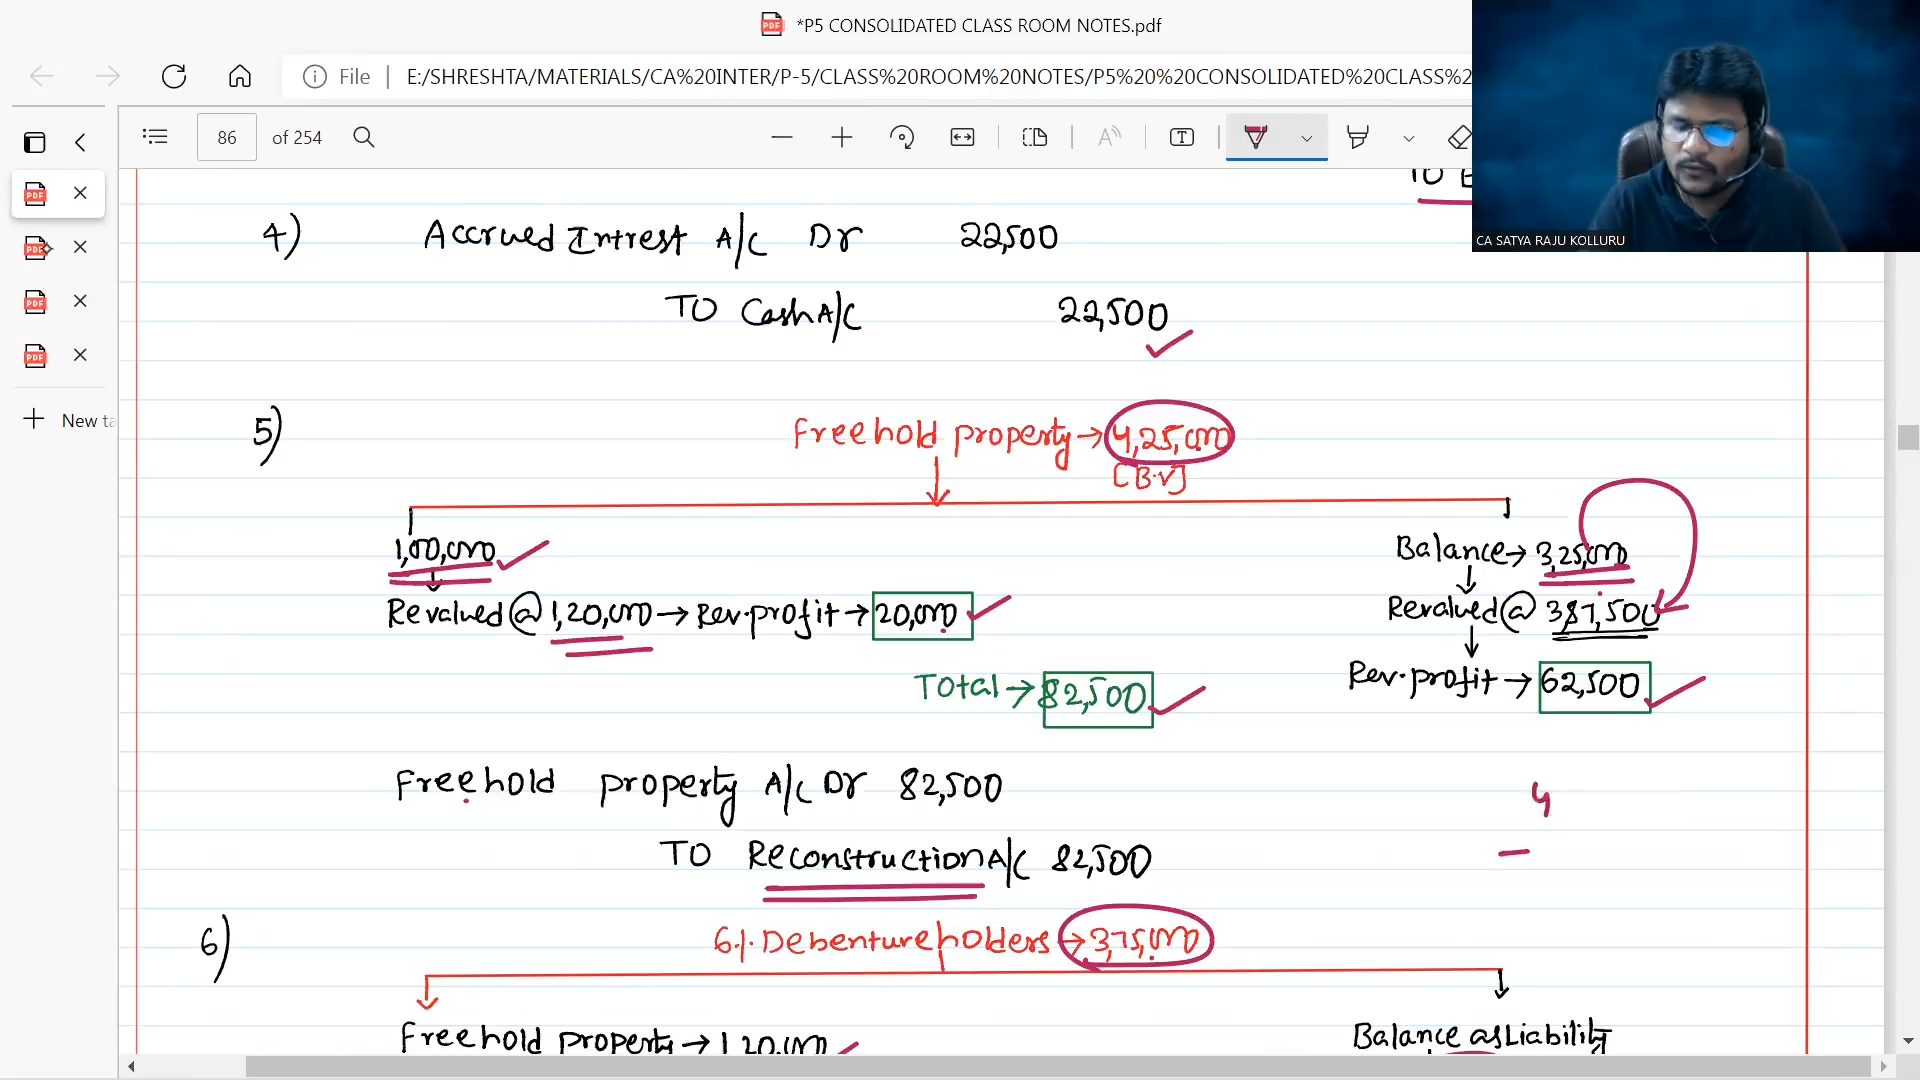 *P5 CONSOLIDATED CLASS ROOM NOTES.pdf
File | E:/SHRESHTA/MATERIALS/CA%20INTER/P-5/CLASS%20ROOM%20NOTES/P5%20%20CONSOLIDATED%20CLASS%2
86 of 254
CA SATYA RAJU KOLLURU
New ta
TO
4) Accrued Intrest A/C Dr 22,500
TO Cash A/C 22,500
5) Freehold property → 4,25,000
[B.V]
1,00,000
Balance → 3,25,000
Revalued @ 1,20,000 → Rev.profit → 20,000
Revalued @ 3,87,500
Total → 82,500
Rev.profit → 62,500
Freehold property A/C Dr 82,500
4
TO Reconstruction A/C 82,500
6) 6%. Debentureholders → 3,75,000
Freehold property → 1,20,000
Balance as Liability